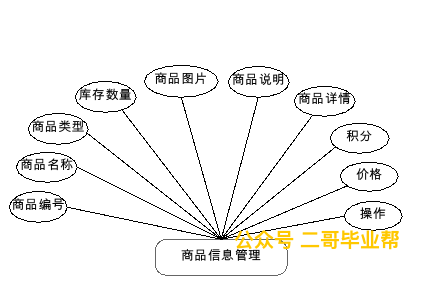 商品图片
商品说明
库存数量
商品详情
商品类型
积分
商品名称
价格
商品编号
操作
公众号 二哥毕业帮
商品信息管理